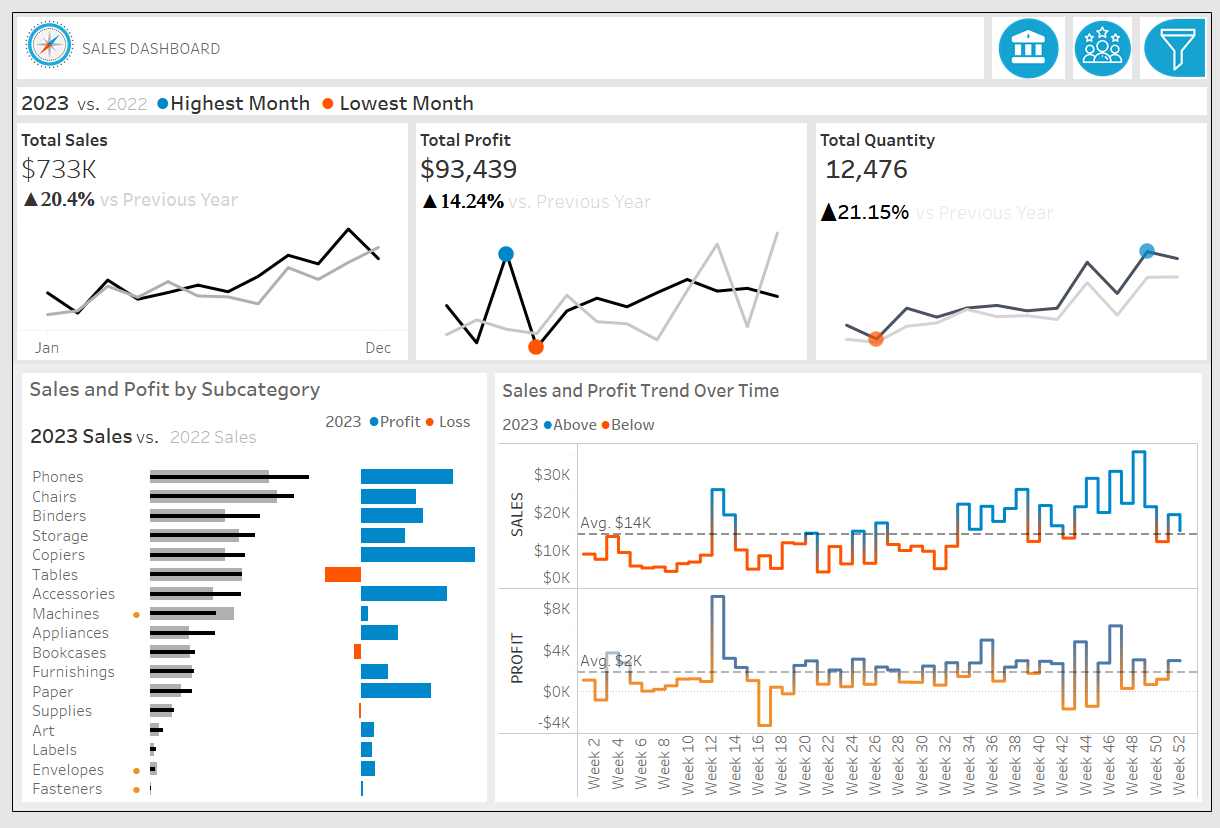 SALES DASHBOARD
2023 vs. 2022 Highest Month Lowest Month
Total Sales
$733K
▲20.4% vs Previous Year
Jan Dec
Total Profit
$93,439
▲14.24% vs. Previous Year
Total Quantity
12,476
▲21.15% vs Previous Year
Sales and Pofit by Subcategory
2023 Profit Loss
2023 Sales vs. 2022 Sales
Phones
Chairs
Binders
Storage
Copiers
Tables
Accessories
Machines
Appliances
Bookcases
Furnishings
Paper
Supplies
Art
Labels
Envelopes
Fasteners
Sales and Profit Trend Over Time
2023 Above Below
SALES
$30K
$20K
$10K
$0K
Avg. $14K
PROFIT
$8K
$4K
$0K
-$4K
Avg. $2K
Week 2
Week 4
Week 6
Week 8
Week 10
Week 12
Week 14
Week 16
Week 18
Week 20
Week 22
Week 24
Week 26
Week 28
Week 30
Week 32
Week 34
Week 36
Week 38
Week 40
Week 42
Week 44
Week 46
Week 48
Week 50
Week 52